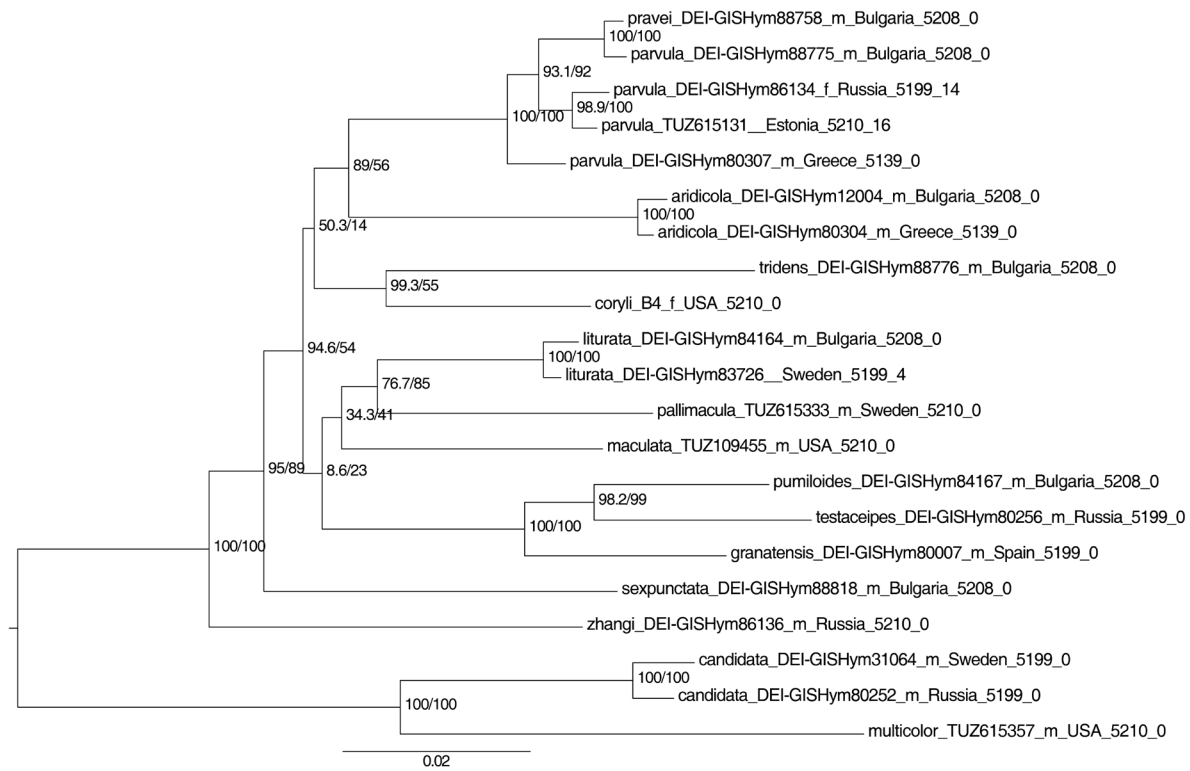 pravei_DEI-GISHym88758_m_Bulgaria_5208_0
100/100
parvula_DEI-GISHym88775_m_Bulgaria_5208_0
93.1/92
parvula_DEI-GISHym86134_f_Russia_5199_14
98.9/100
100/100
parvula_TUZ615131__Estonia_5210_16
parvula_DEI-GISHym80307_m_Greece_5139_0
89/56
aridicola_DEI-GISHym12004_m_Bulgaria_5208_0
100/100
50.3/14
aridicola_DEI-GISHym80304_m_Greece_5139_0
tridens_DEI-GISHym88776_m_Bulgaria_5208_0
99.3/55
coryli_B4_f_USA_5210_0
liturata_DEI-GISHym84164_m_Bulgaria_5208_0
94.6/54
100/100
liturata_DEI-GISHym83726__Sweden_5199_4
76.7/85
pallimacula_TUZ615333_m_Sweden_5210_0
34.3/41
maculata_TUZ109455_m_USA_5210_0
95/89
8.6/23
pumiloides_DEI-GISHym84167_m_Bulgaria_5208_0
98.2/99
testaceipes_DEI-GISHym80256_m_Russia_5199_0
100/100
100/100
granatensis_DEI-GISHym80007_m_Spain_5199_0
sexpunctata_DEI-GISHym88818_m_Bulgaria_5208_0
zhangi_DEI-GISHym86136_m_Russia_5210_0
candidata_DEI-GISHym31064_m_Sweden_5199_0
100/100
candidata_DEI-GISHym80252_m_Russia_5199_0
100/100
multicolor_TUZ615357_m_USA_5210_0
0.02